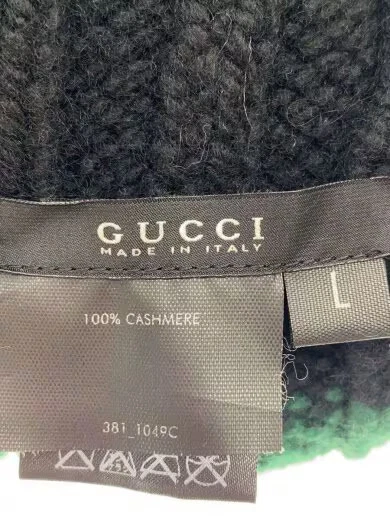 GUCCI
MADE IN ITALY
L
100% CASHMERE
381_1049C